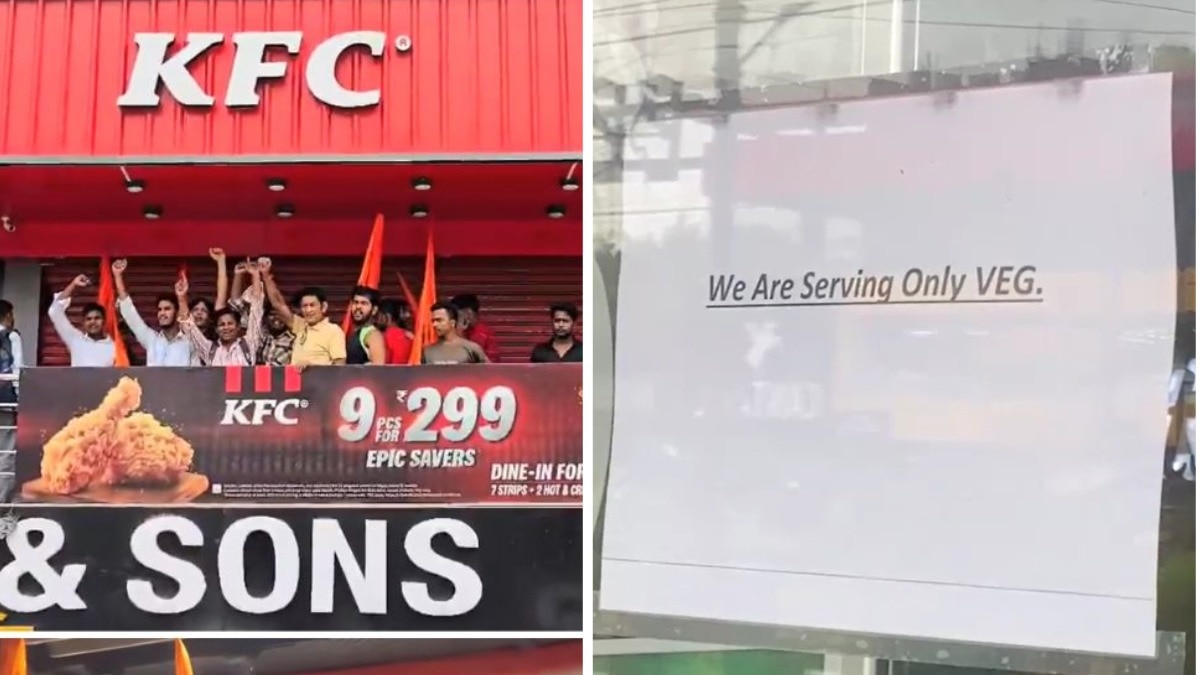 KFC®
KFC®
9 PCS FOR ₹299
EPIC SAVERS
DINE-IN FOR
7 STRIPS + 2 HOT & CR
& SONS
We Are Serving Only VEG.